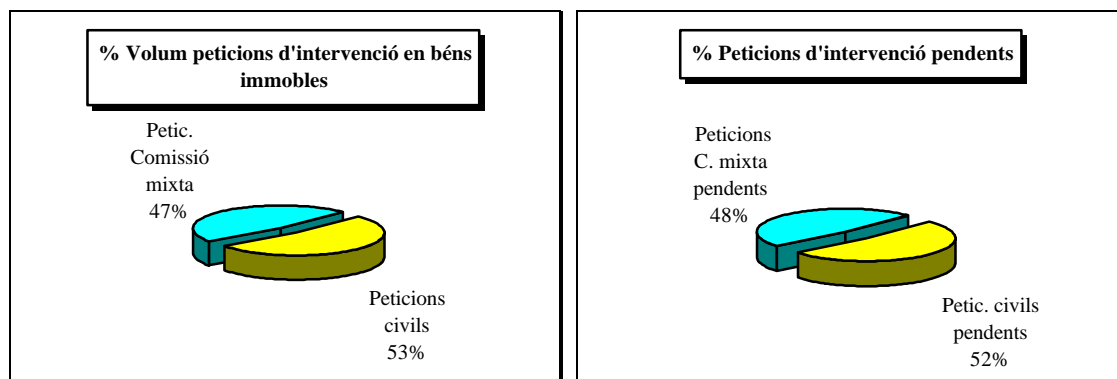 % Volum peticions d'intervenció en béns
immobles
Petic.
Comissió
mixta
47%
Peticions
civils
53%
% Peticions d'intervenció pendents
Peticions
C. mixta
pendents
48%
Petic. civils
pendents
52%